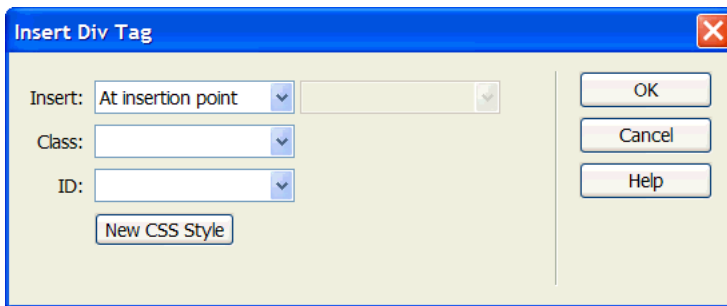 Insert Div Tag
Insert: At insertion point
Class:
ID:
New CSS Style
OK
Cancel
Help